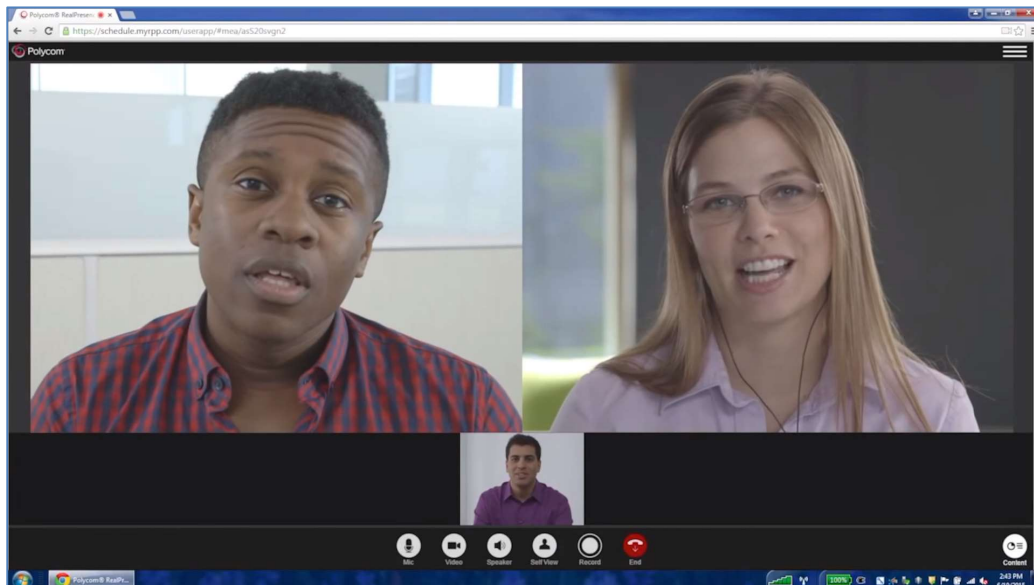 Polycom® RealPresen
https://schedule.myrpp.com/userapp/#mea/as520svgn2
Polycom
Mic
Video
Speaker
Self View
Record
End
Content
Polycom® RealPr...
100%
2:43 PM